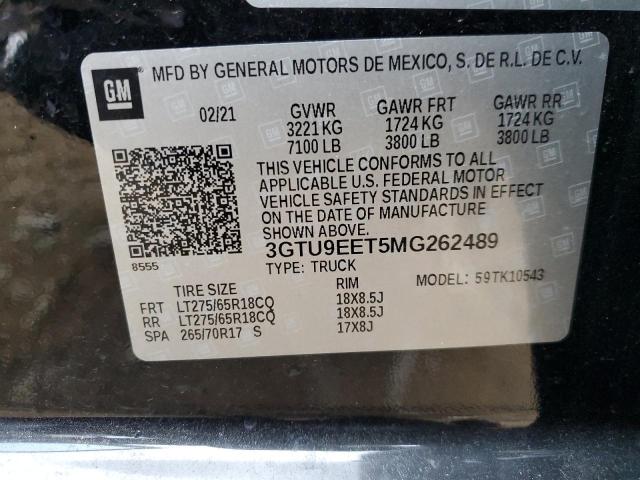 GM
MFD BY GENERAL MOTORS DE MEXICO, S. DE R.L. DE C.V.
02/21 GVWR GAWR FRT GAWR RR
3221 KG 1724 KG 1724 KG
7100 LB 3800 LB 3800 LB
THIS VEHICLE CONFORMS TO ALL
APPLICABLE U.S. FEDERAL MOTOR
VEHICLE SAFETY STANDARDS IN EFFECT
ON THE DATE OF MANUFACTURE
SHOWN ABOVE.
3GTU9EET5MG262489
8555
TYPE: TRUCK MODEL: 59TK10543
TIRE SIZE RIM
FRT LT275/65R18CQ 18X8.5J
RR LT275/65R18CQ 18X8.5J
SPA 265/70R17 S 17X8J